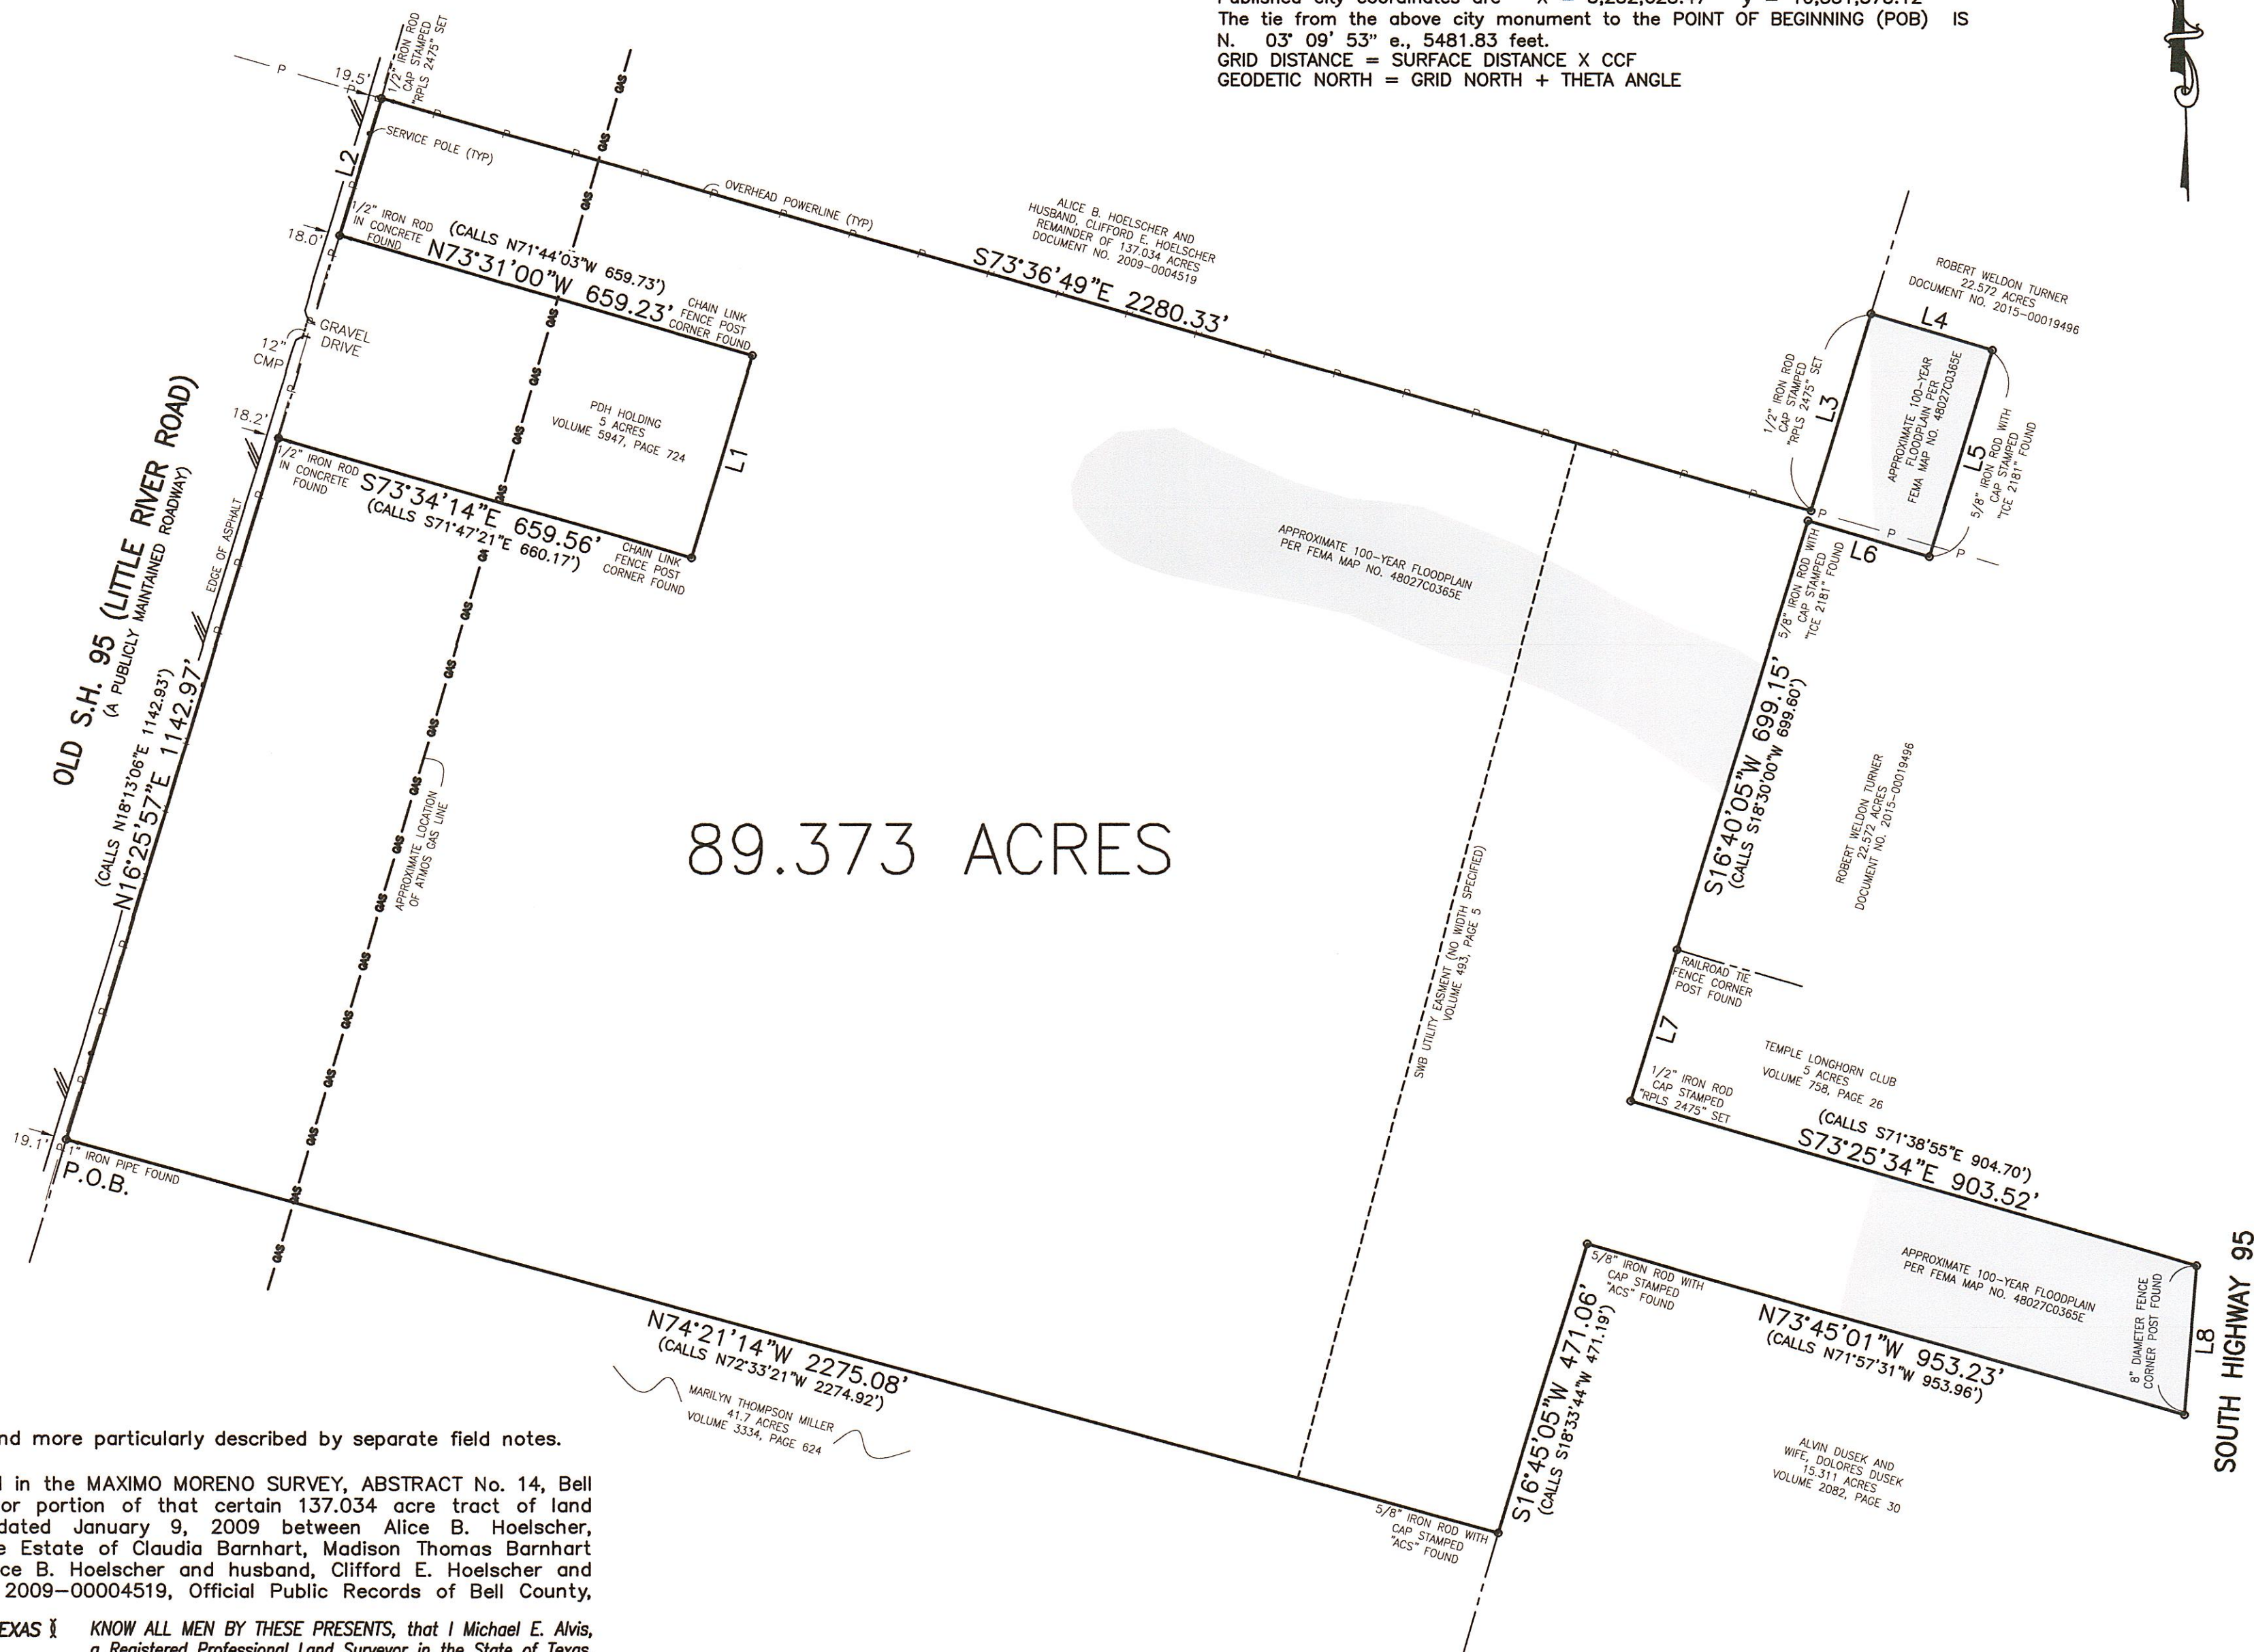 The tie from the above city monument to the POINT OF BEGINNING (POB) IS
N. 03° 09' 53" e., 5481.83 feet.
GRID DISTANCE = SURFACE DISTANCE X CCF
GEODETIC NORTH = GRID NORTH + THETA ANGLE
P
19.5'
1/2" IRON ROD
CAP STAMPED
"RPLS 2475" SET
SERVICE POLE (TYP)
L2
OVERHEAD POWERLINE (TYP)
ALICE B. HOELSCHER AND
HUSBAND, CLIFFORD E. HOELSCHER
REMAINDER OF 137.034 ACRES
DOCUMENT NO. 2009-0004519
S73°36'49"E 2280.33'
18.0'
1/2" IRON ROD
IN CONCRETE
FOUND
(CALLS N71°44'03"W 659.73')
N73°31'00"W 659.23'
CHAIN LINK
FENCE POST
CORNER FOUND
GRAVEL
DRIVE
12"
CMP
PDH HOLDING
5 ACRES
VOLUME 5947, PAGE 724
L1
18.2'
1/2" IRON ROD
IN CONCRETE
FOUND
S73°34'14"E 659.56'
(CALLS S71°47'21"E 660.17')
CHAIN LINK
FENCE POST
CORNER FOUND
ROBERT WELDON TURNER
22.572 ACRES
DOCUMENT NO. 2015-00019496
L4
L3
1/2" IRON ROD
CAP STAMPED
"RPLS 2475" SET
APPROXIMATE 100-YEAR
FLOODPLAIN PER
FEMA MAP NO. 48027C0365E
L5
5/8" IRON ROD WITH
CAP STAMPED
"TCE 2181" FOUND
P
P
P
L6
5/8" IRON ROD WITH
CAP STAMPED
"TCE 2181" FOUND
APPROXIMATE 100-YEAR FLOODPLAIN
PER FEMA MAP NO. 48027C0365E
OLD S.H. 95 (LITTLE RIVER ROAD)
(A PUBLICLY MAINTAINED ROADWAY)
EDGE OF ASPHALT
(CALLS N18°13'06"E 1142.93')
N16°25'57"E 1142.97'
GAS
APPROXIMATE LOCATION
OF ATMOS GAS LINE
89.373 ACRES
SWB UTILITY EASMENT (NO WIDTH SPECIFIED)
VOLUME 493, PAGE 5
S16°40'05"W 699.15'
(CALLS S18°30'00"W 699.60')
ROBERT WELDON TURNER
22.572 ACRES
DOCUMENT NO. 2015-00019496
RAILROAD TIE
FENCE CORNER
POST FOUND
L7
TEMPLE LONGHORN CLUB
5 ACRES
VOLUME 758, PAGE 26
1/2" IRON ROD
CAP STAMPED
"RPLS 2475" SET
(CALLS S71°38'55"E 904.70')
S73°25'34"E 903.52'
19.1'
1" IRON PIPE FOUND
P.O.B.
5/8" IRON ROD WITH
CAP STAMPED
"ACS" FOUND
APPROXIMATE 100-YEAR FLOODPLAIN
PER FEMA MAP NO. 48027C0365E
8" DIAMETER FENCE
CORNER POST FOUND
L8
SOUTH HIGHWAY 95
N73°45'01"W 953.23'
(CALLS N71°57'31"W 953.96')
S16°45'05"W 471.06'
(CALLS S18°33'44"W 471.19')
N74°21'14"W 2275.08'
(CALLS N72°33'21"W 2274.92')
MARILYN THOMPSON MILLER
41.7 ACRES
VOLUME 3334, PAGE 624
ALVIN DUSEK AND
WIFE, DOLORES DUSEK
15.311 ACRES
VOLUME 2082, PAGE 30
5/8" IRON ROD WITH
CAP STAMPED
"ACS" FOUND
nd more particularly described by separate field notes.
in the MAXIMO MORENO SURVEY, ABSTRACT No. 14, Bell
or portion of that certain 137.034 acre tract of land
dated January 9, 2009 between Alice B. Hoelscher,
e Estate of Claudia Barnhart, Madison Thomas Barnhart
ce B. Hoelscher and husband, Clifford E. Hoelscher and
2009-00004519, Official Public Records of Bell County,
EXAS KNOW ALL MEN BY THESE PRESENTS, that I Michael E. Alvis,
a Registered Professional Land Surveyor in the State of Texas